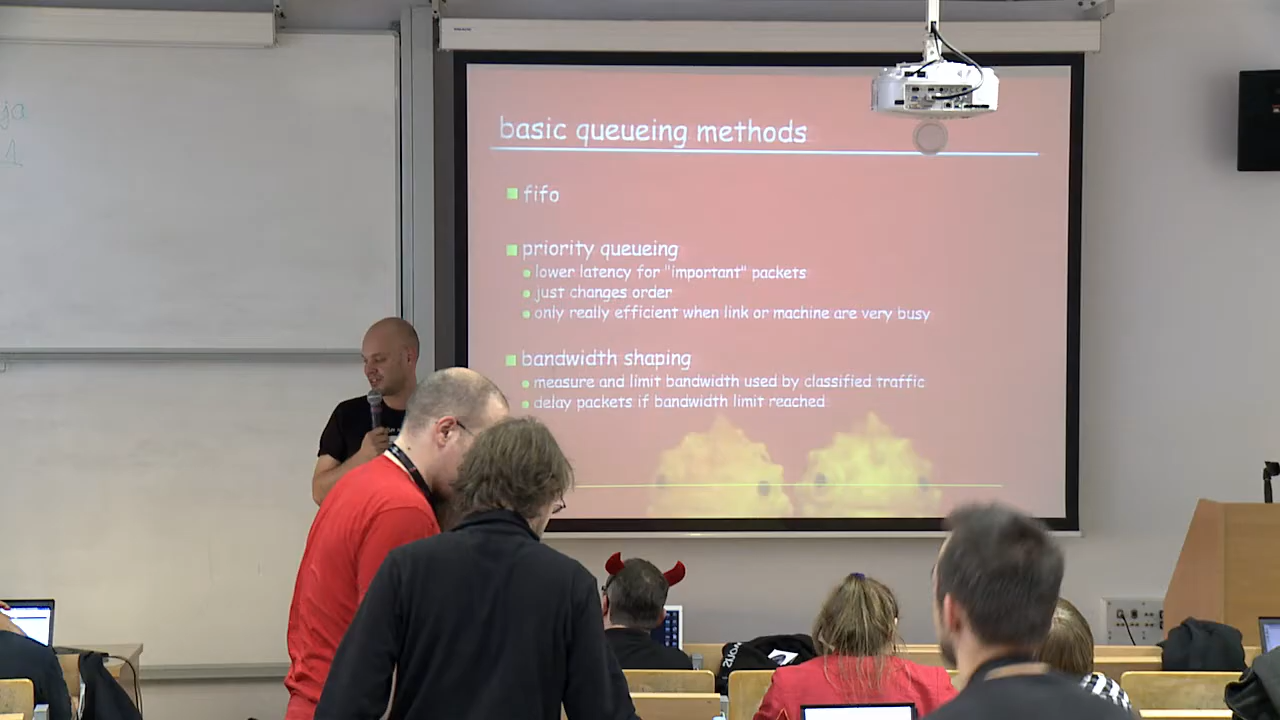 ja
1
basic queueing methods
fifo
priority queueing
lower latency for "important" packets
just changes order
only really efficient when link or machine are very busy
bandwidth shaping
measure and limit bandwidth used by classified traffic
delay packets if bandwidth limit reached